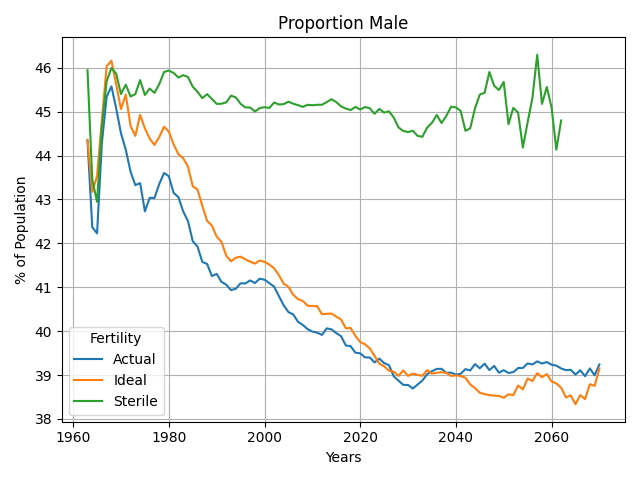 Proportion Male
% of Population
46
45
44
43
42
41
40
39
38
Fertility
Actual
Ideal
Sterile
1960
1980
2000
2020
2040
2060
Years